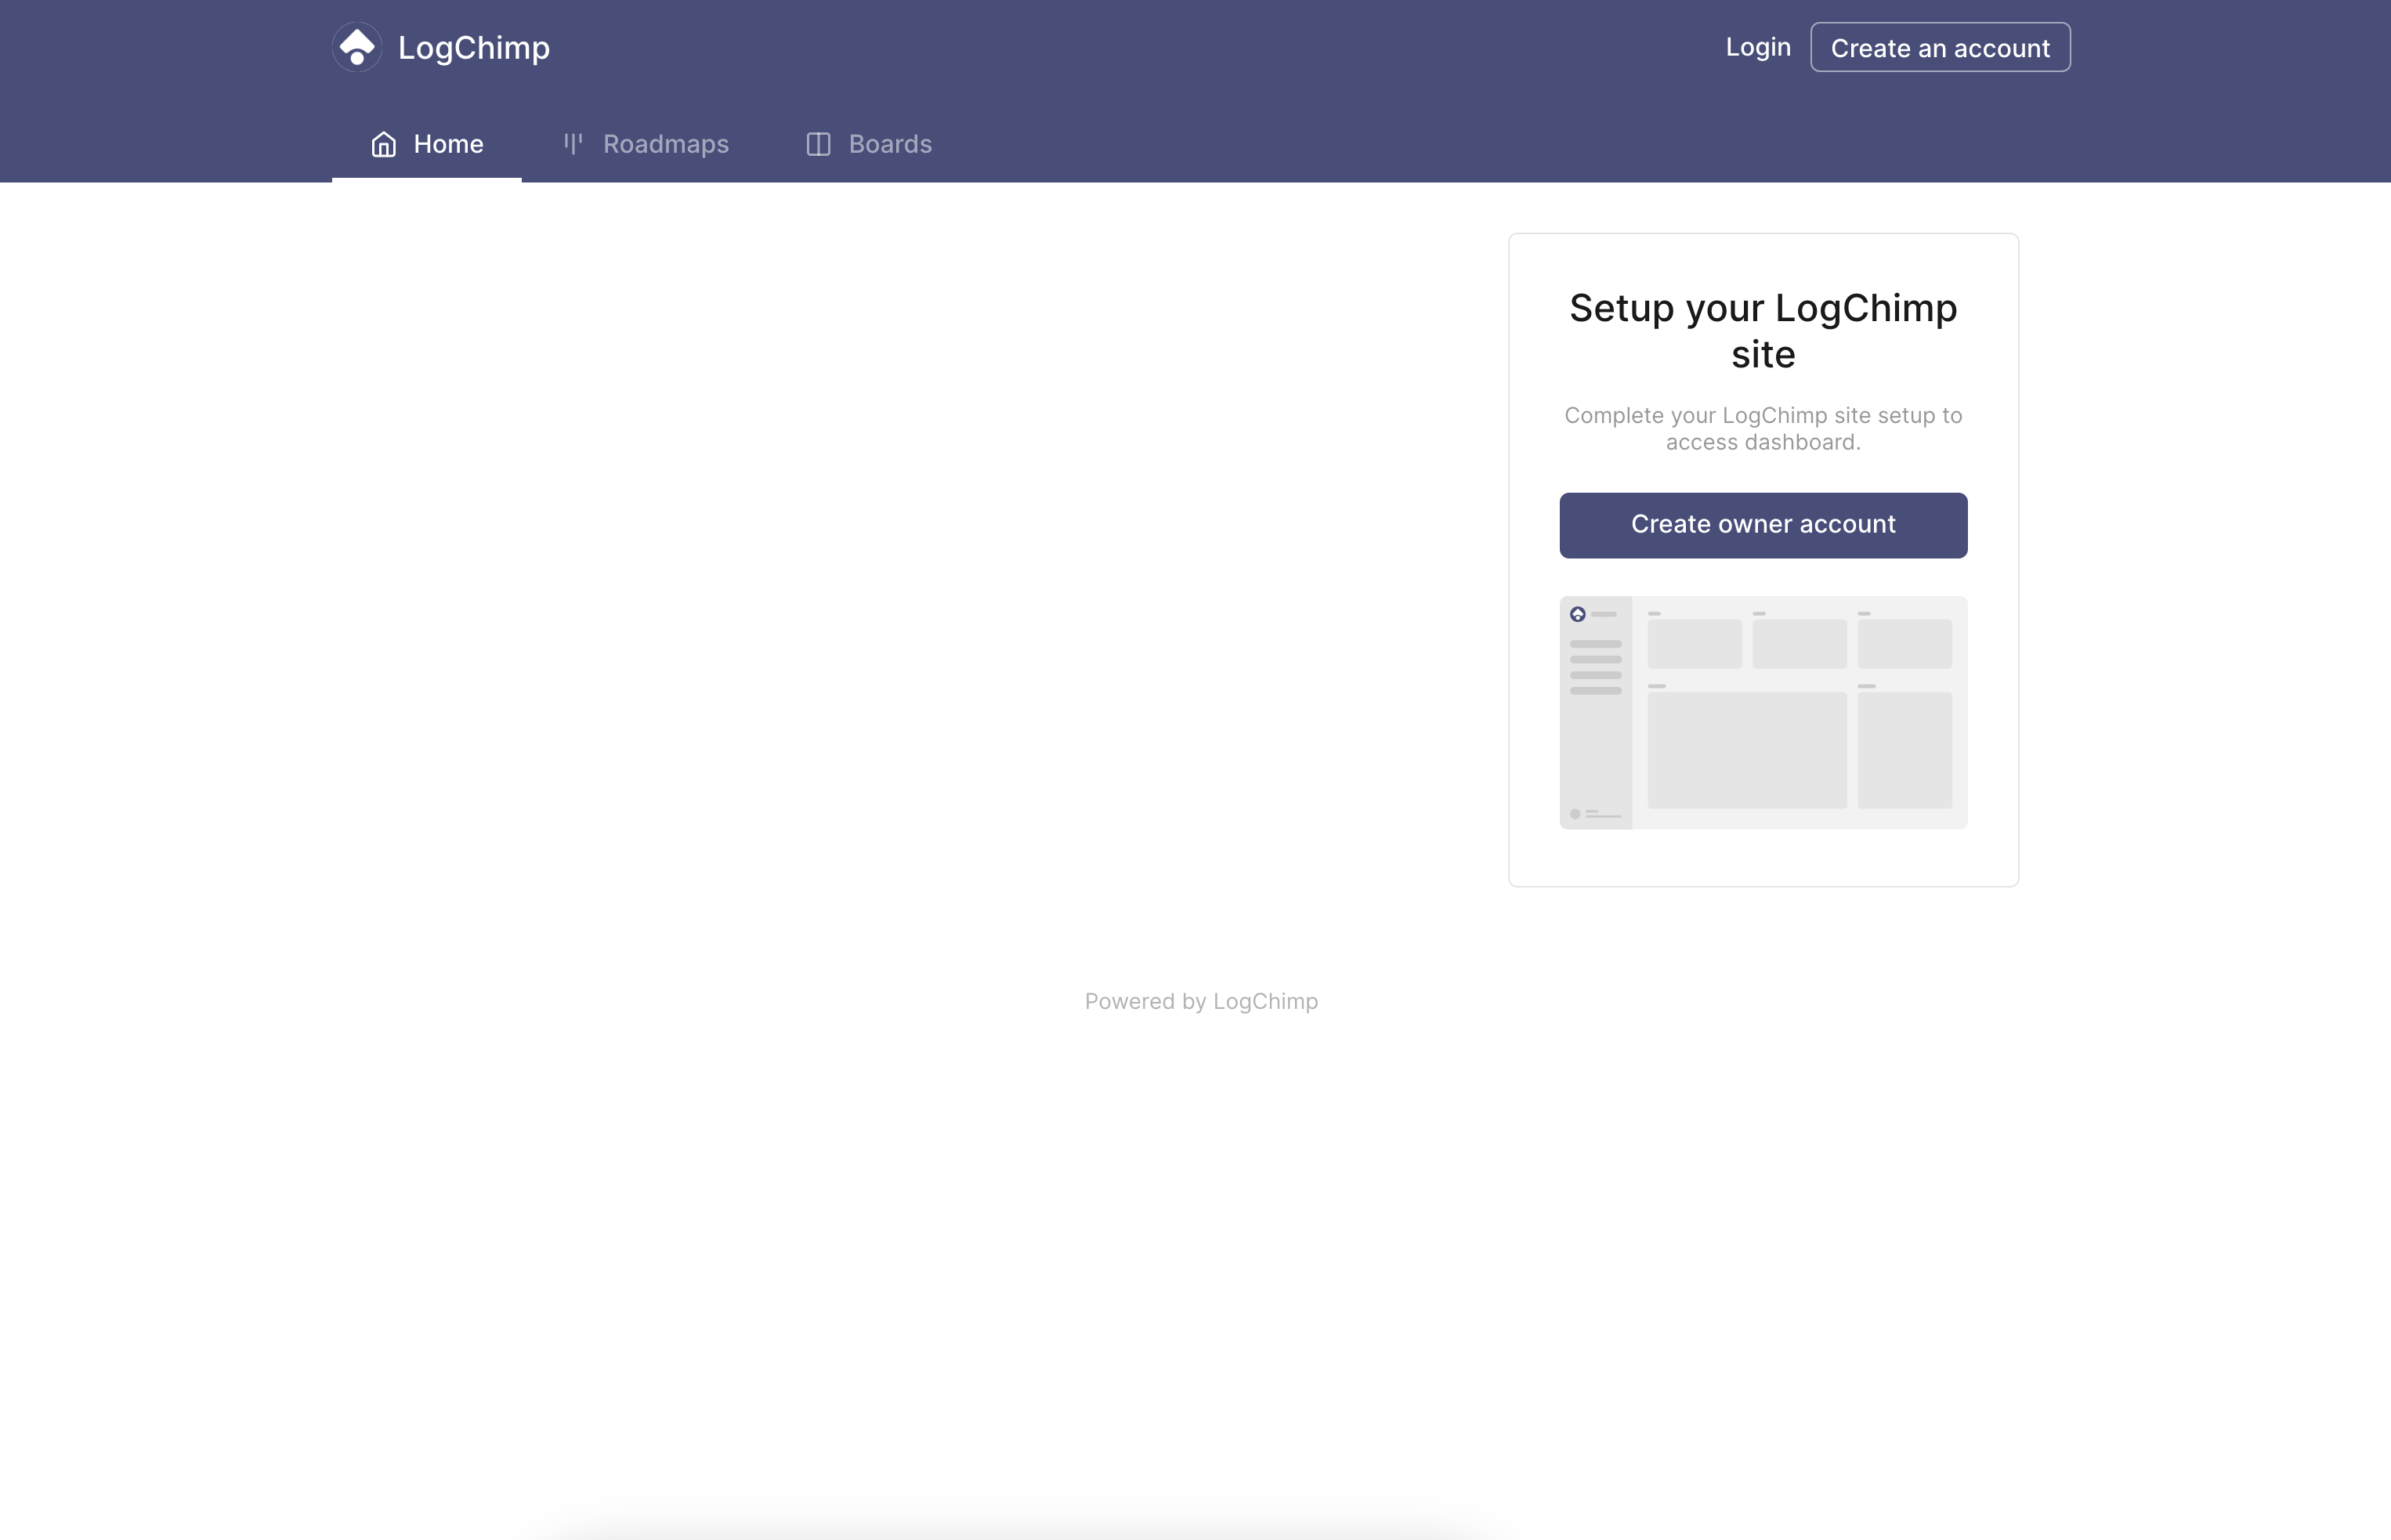 LogChimp
Login
Create an account
Home
Roadmaps
Boards
Setup your LogChimp
site
Complete your LogChimp site setup to
access dashboard.
Create owner account
Powered by LogChimp